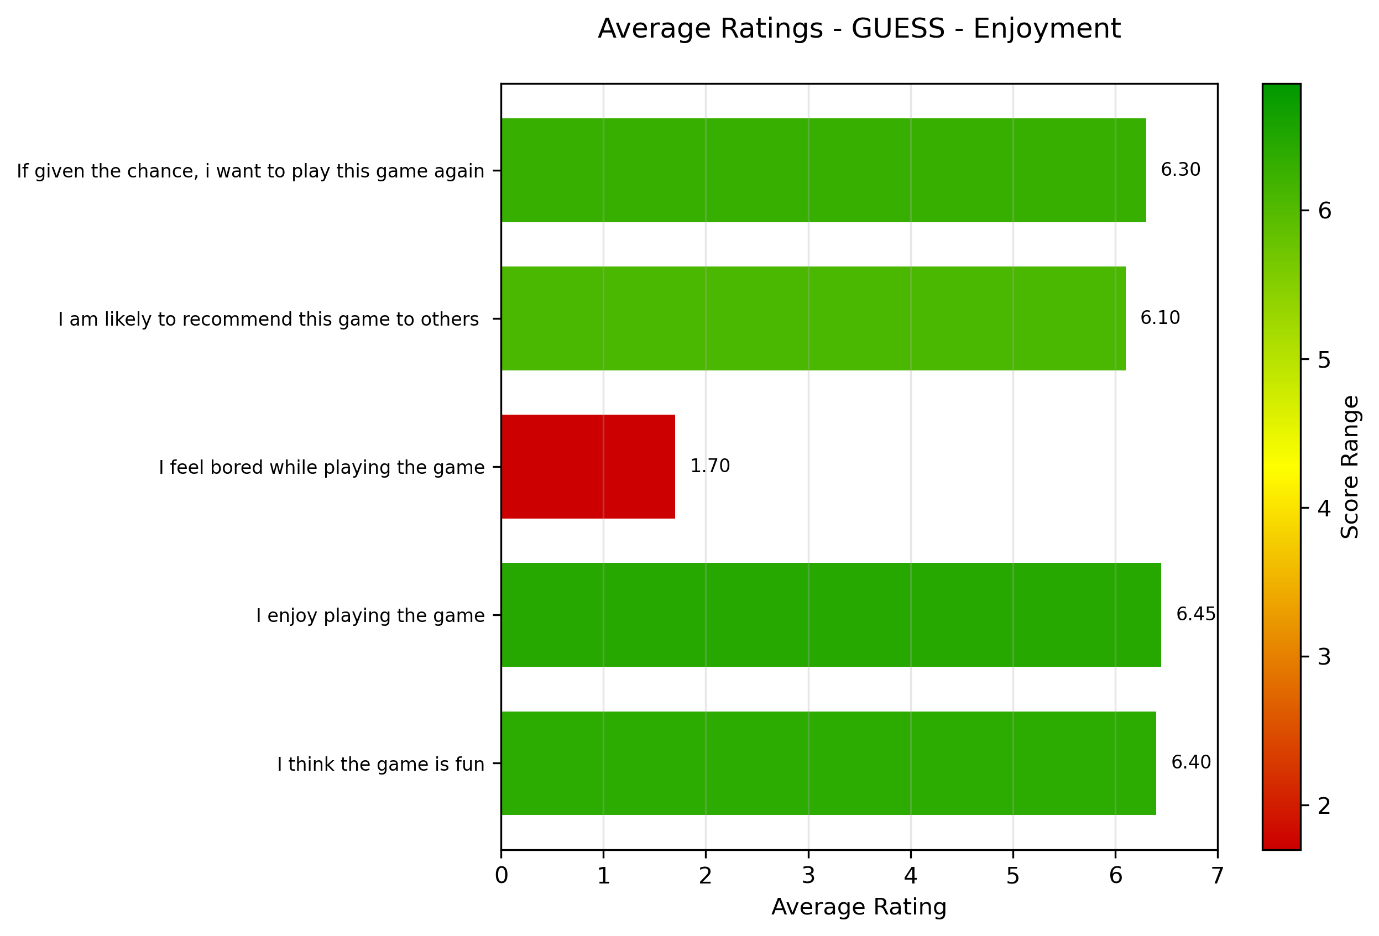 Average Ratings - GUESS - Enjoyment
If given the chance, i want to play this game again
6.30
I am likely to recommend this game to others
6.10
I feel bored while playing the game
1.70
I enjoy playing the game
6.45
I think the game is fun
6.40
0 1 2 3 4 5 6 7
Average Rating
6
5
4
3
2
Score Range